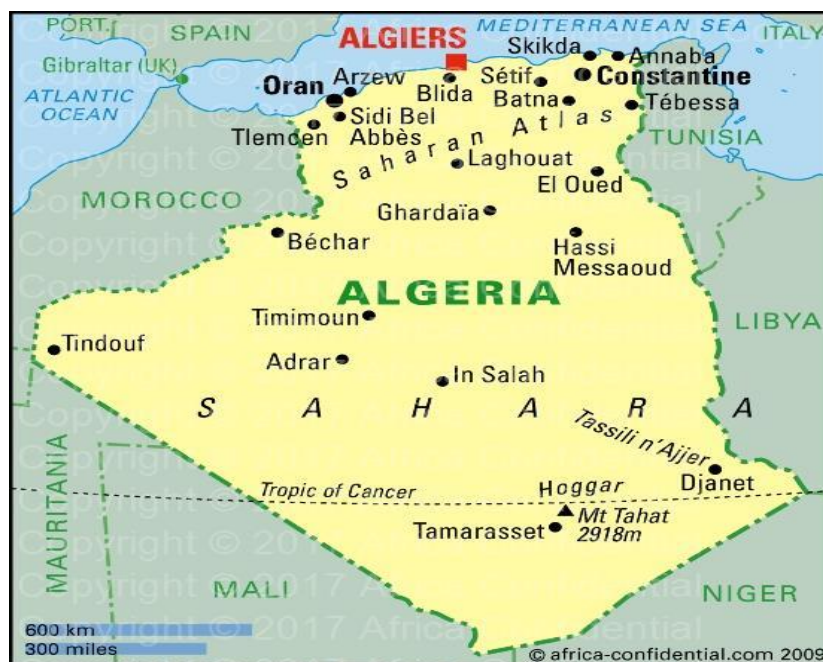 PORT.
SPAIN
MEDITERRANEAN SEA
ITALY
ALGIERS
Skikda
Annaba
Gibraltar (UK)
Oran
Arzew
Blida
Sétif
Constantine
ATLANTIC
OCEAN
Batna
Tébessa
Sidi Bel
Abbès
Tlemcen
Saharan Atlas
TUNISIA
Laghouat
El Oued
MOROCCO
Ghardaïa
Béchar
Hassi
Messaoud
ALGERIA
Timimoun
LIBYA
Tindouf
Adrar
In Salah
S A H A R A
Tassili n'Ajjer
Djanet
Tropic of Cancer
Hoggar
Mt Tahat
2918m
Tamarasset
MAURITANIA
MALI
NIGER
600 km
300 miles
Copyright © 2017 Africa Confidential
© africa-confidential.com 2009